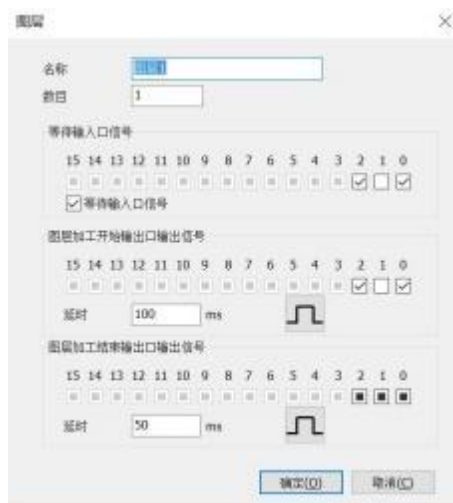 图层
名称
数目 1
等待输入口信号
15 14 13 12 11 10 9 8 7 6 5 4 3 2 1 0
等待输入口信号
图层加工开始输出口输出信号
15 14 13 12 11 10 9 8 7 6 5 4 3 2 1 0
延时 100 ms
图层加工结束输出口输出信号
15 14 13 12 11 10 9 8 7 6 5 4 3 2 1 0
延时 50 ms
确定(O) 取消(C)